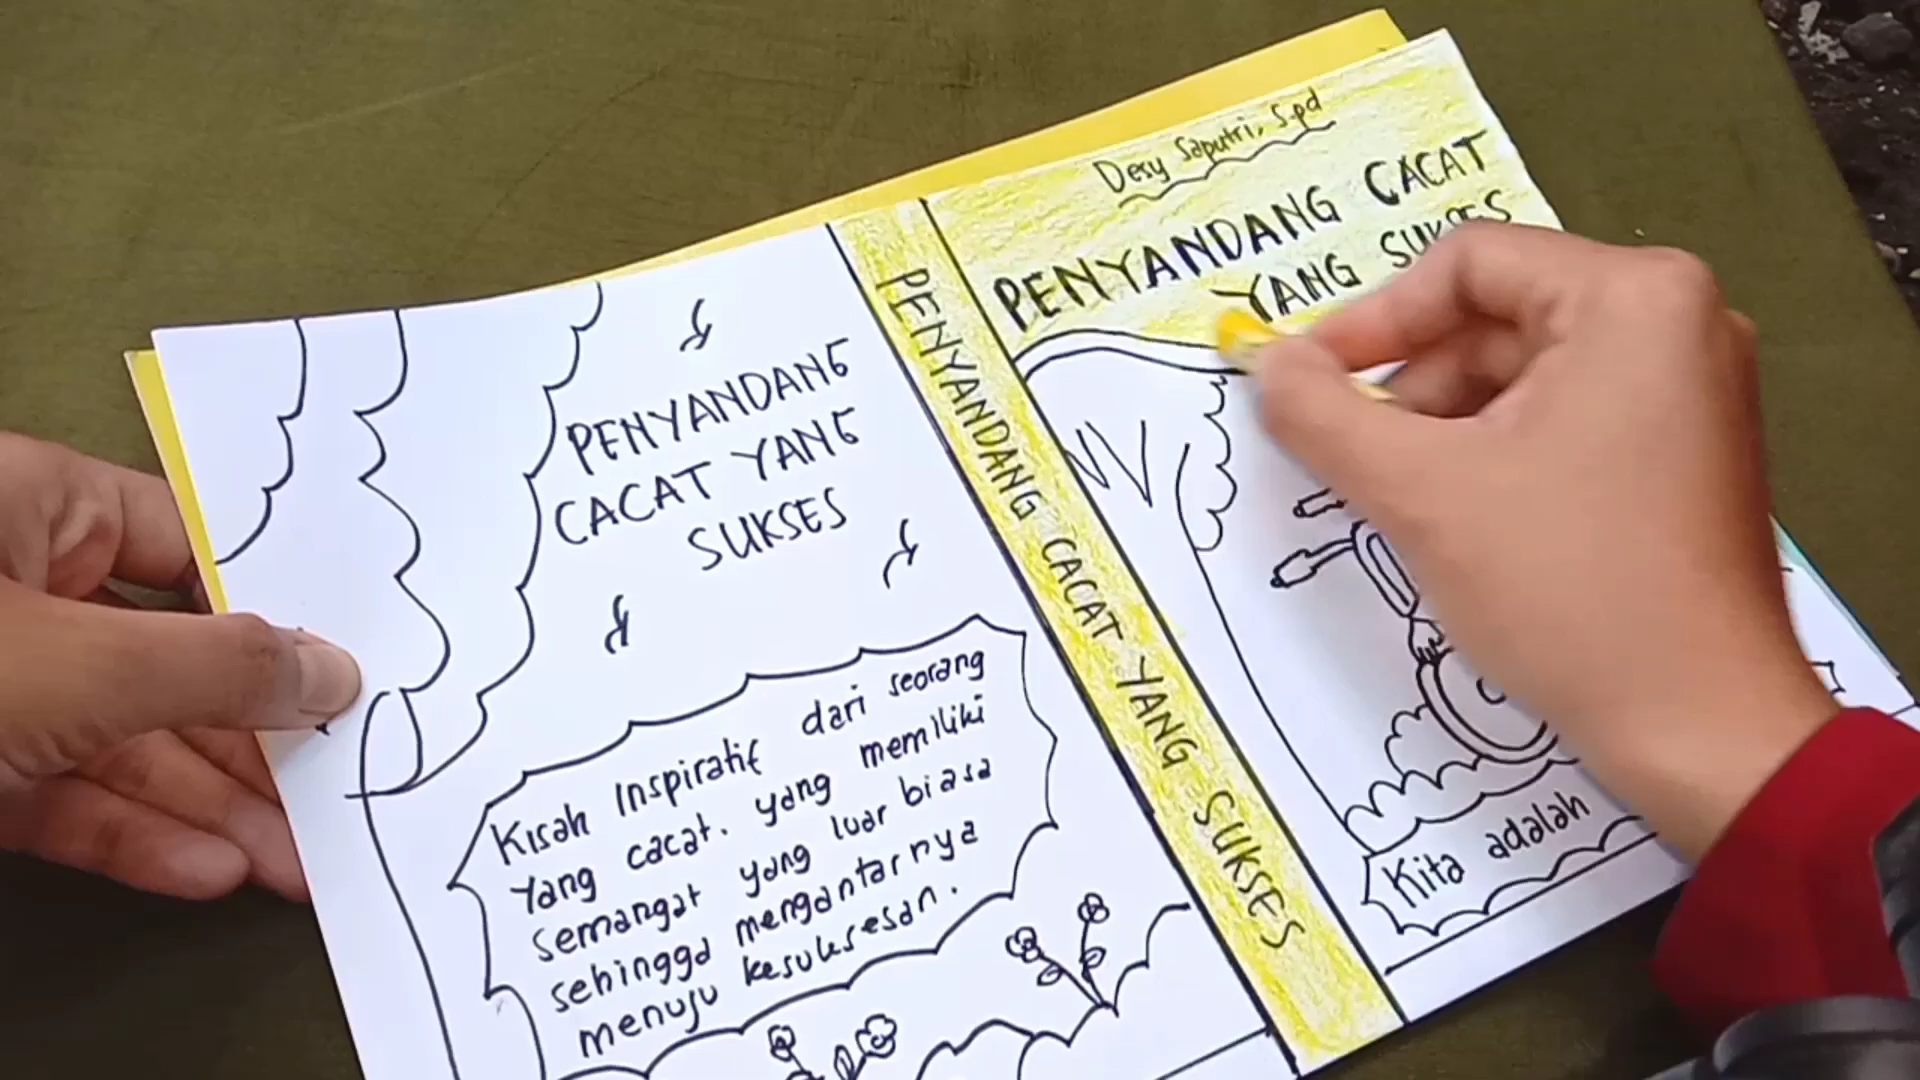 PENYANDANG
CACAT YANG
SUKSES
Kisah Inspiratif dari seorang
Yang cacat. yang memiliki
semangat yang luar biasa
sehingga mengantarnya
menuju kesuksesan.
PENYANDANG CACAT YANG SUKSES
Desy Saputri, S.pd
PENYANDANG CACAT
YANG SUKSES
Kita adalah